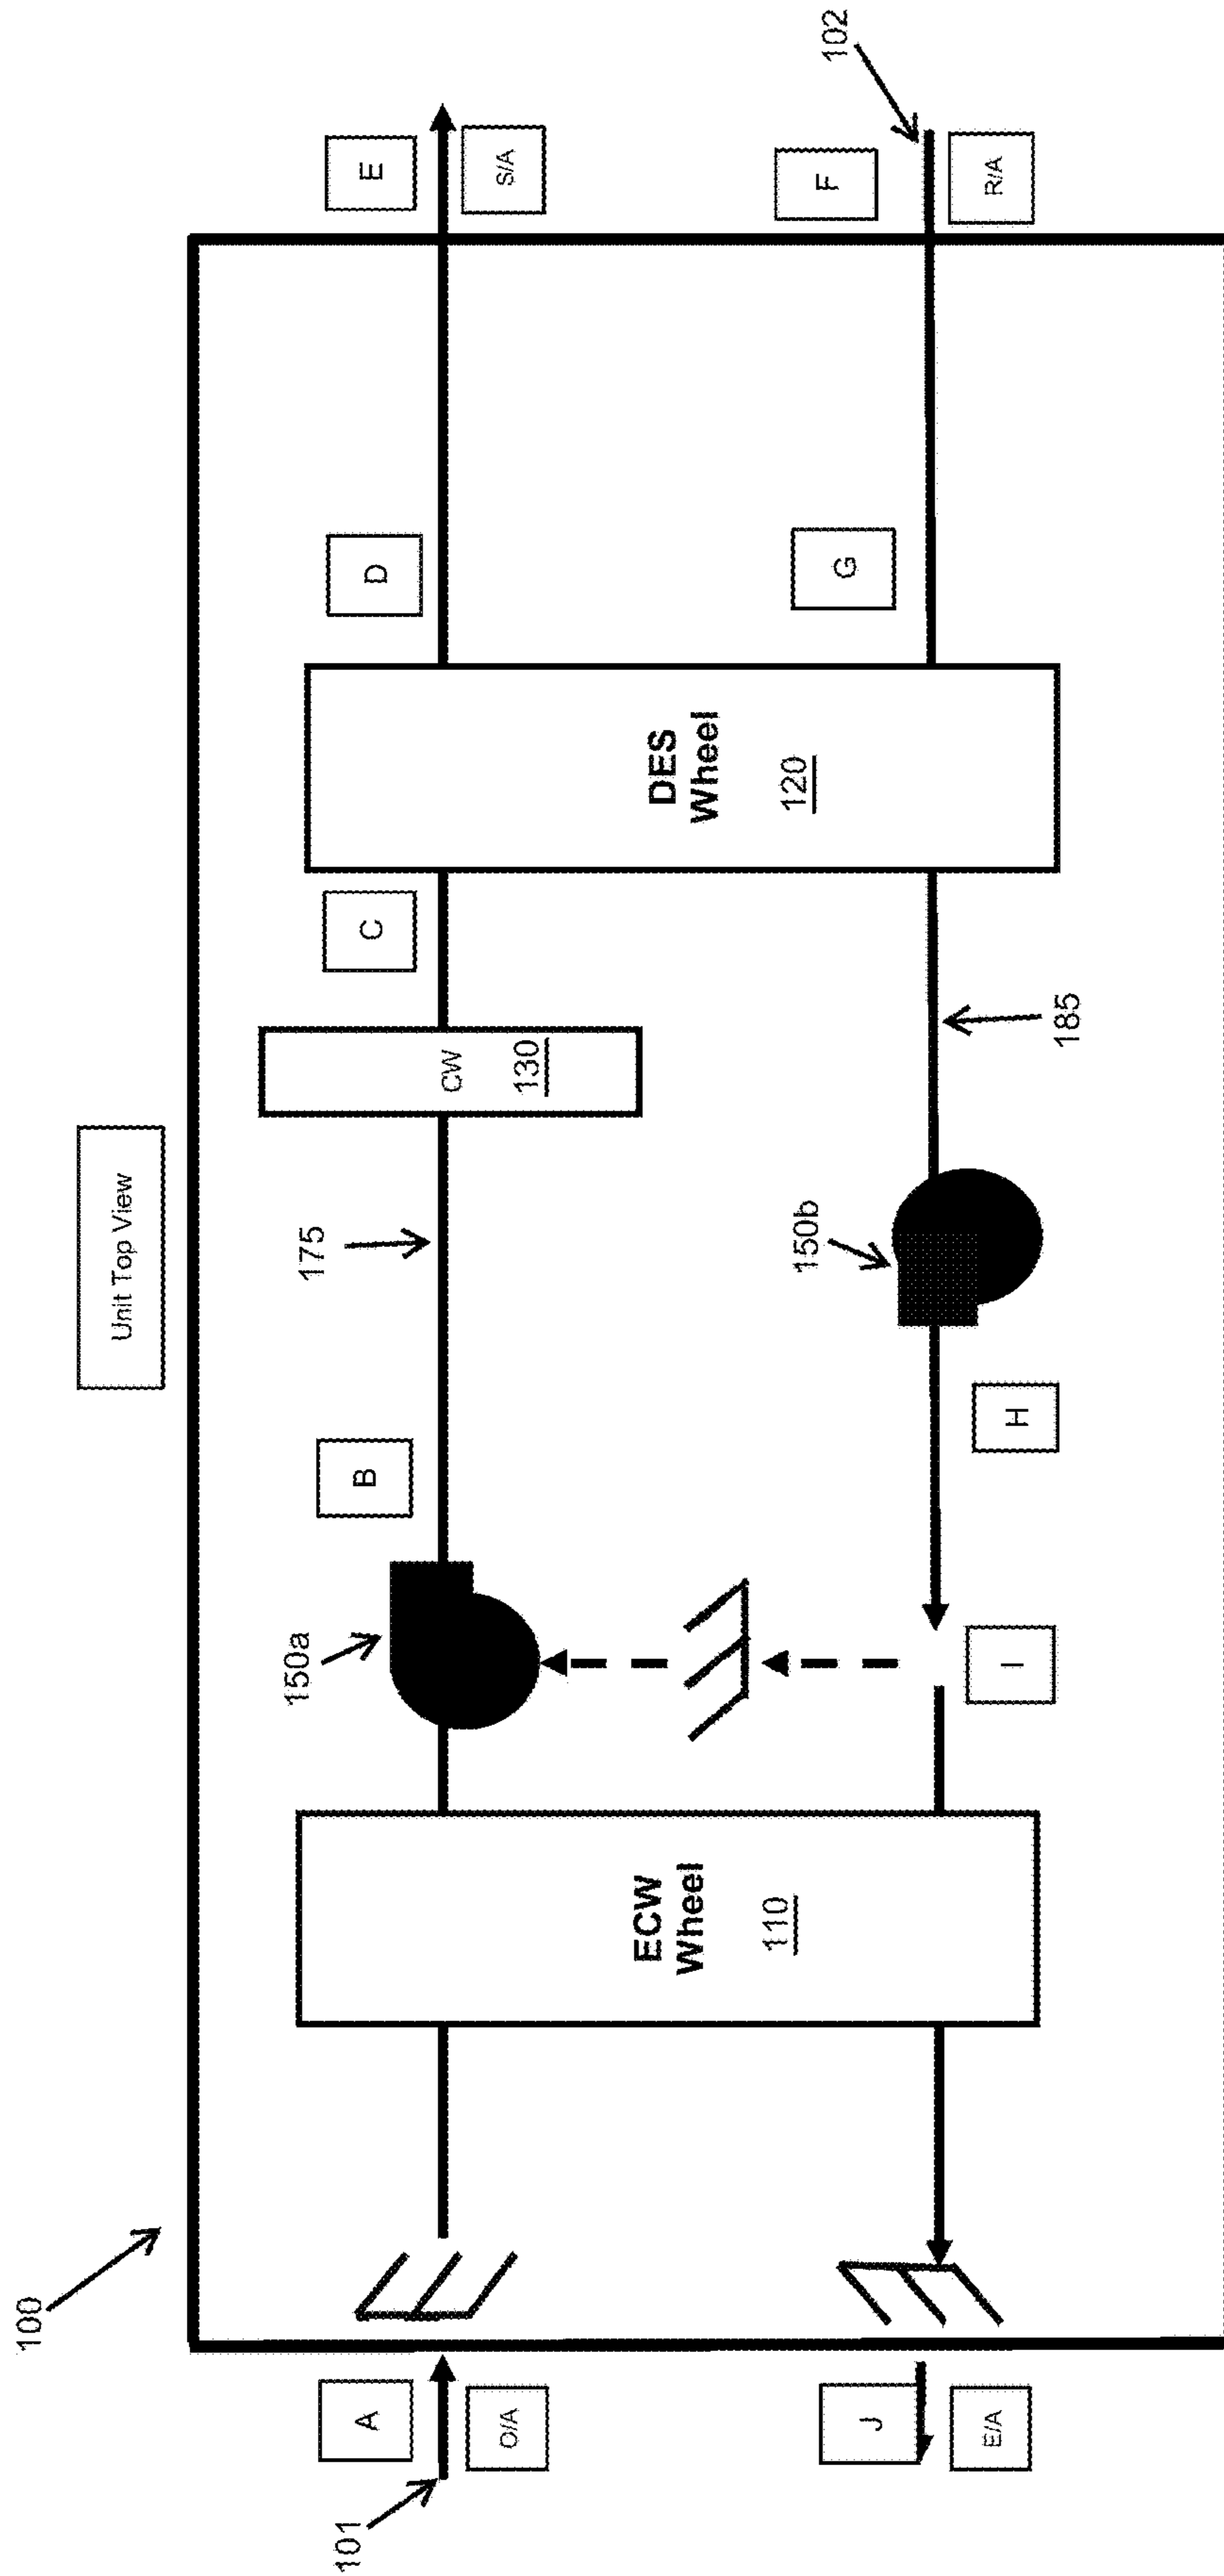 100
Unit Top View
101
A
O/A
150a
B
175
CW
130
C
D
E
S/A
ECW
Wheel
110
DES
Wheel
120
J
E/A
I
H
150b
185
G
F
R/A
102